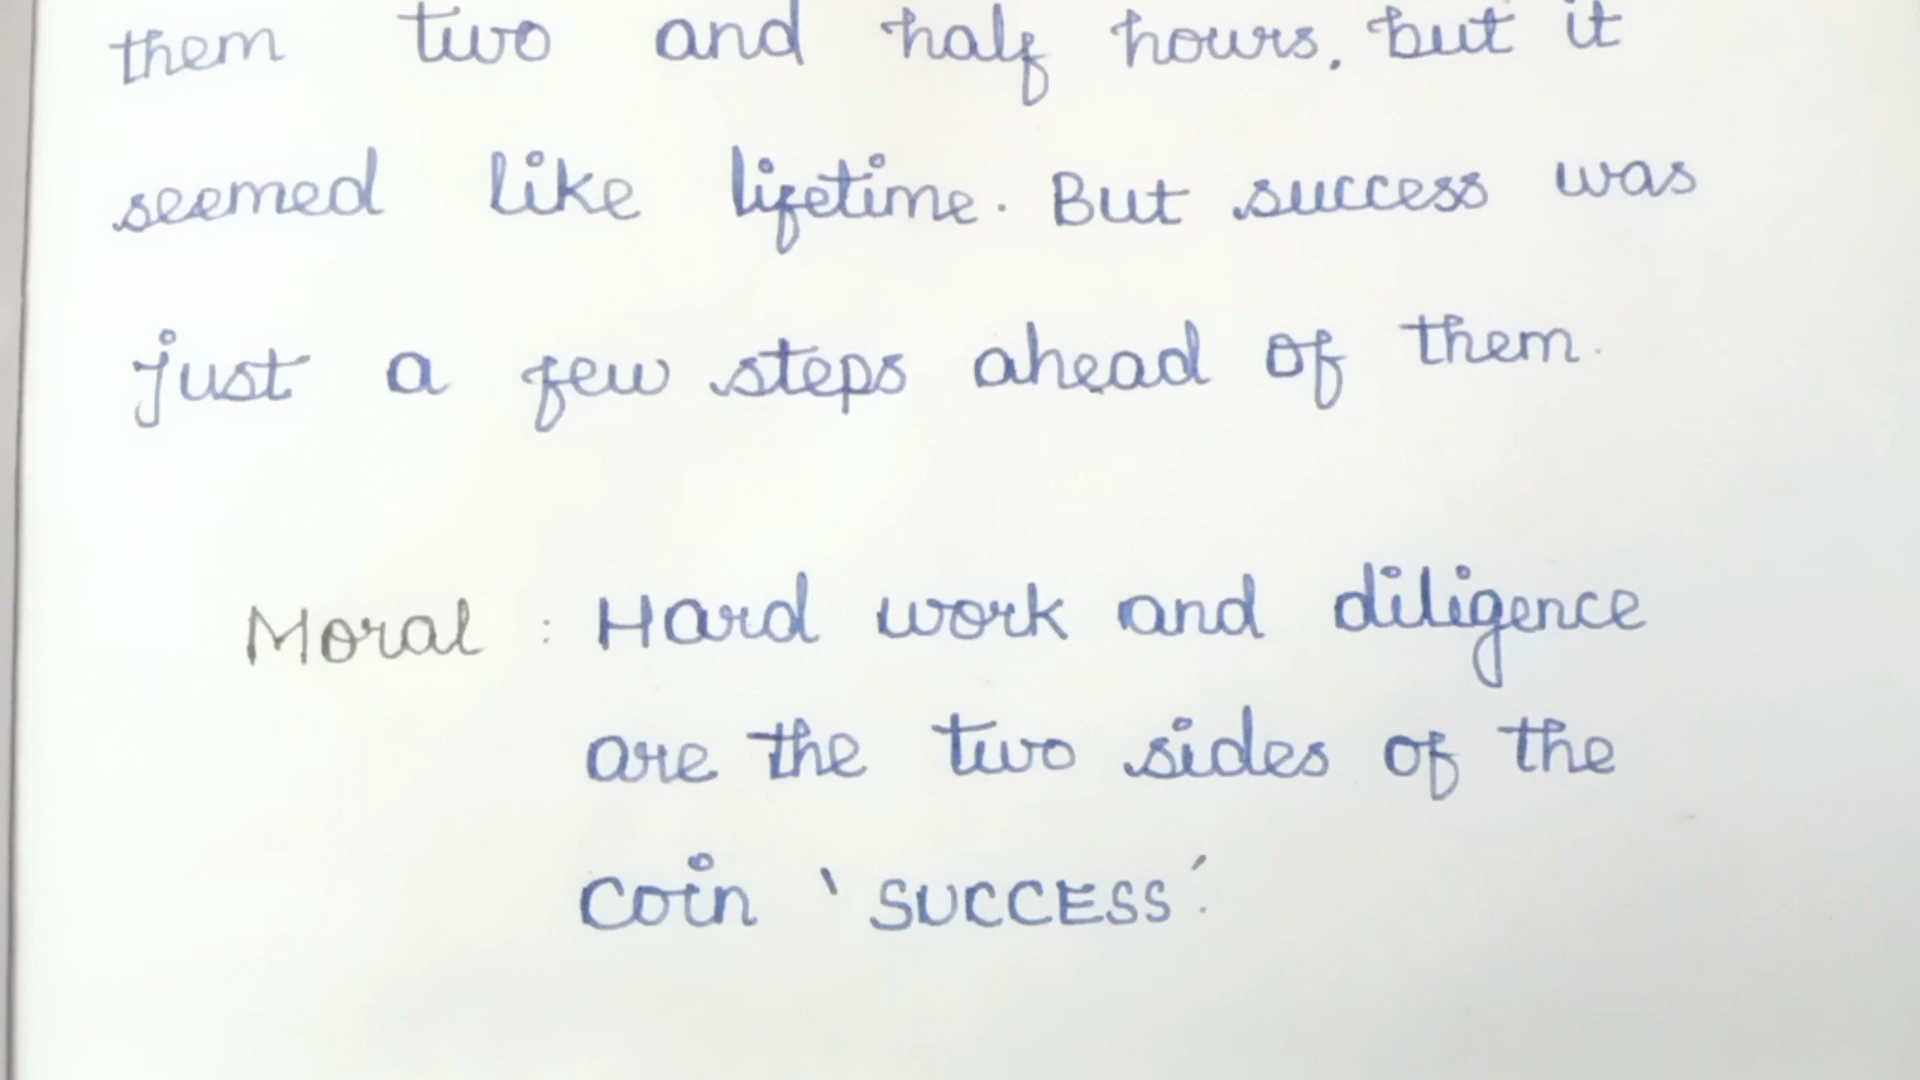 them two and half hours, but it
seemed like lifetime. But success was
just a few steps ahead of them.
Moral : Hard work and diligence
are the two sides of the
coin ‘SUCCESS’.